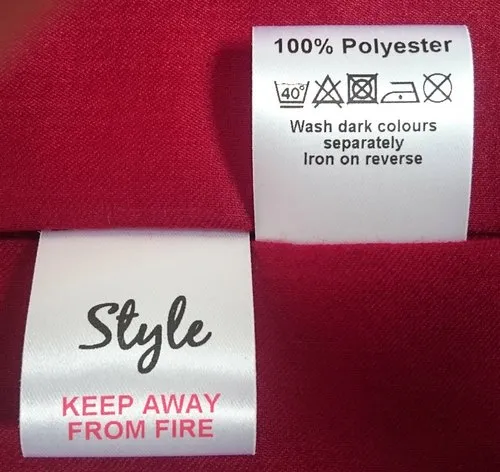 100% Polyester
40°
Wash dark colours
separately
Iron on reverse
Style
KEEP AWAY
FROM FIRE